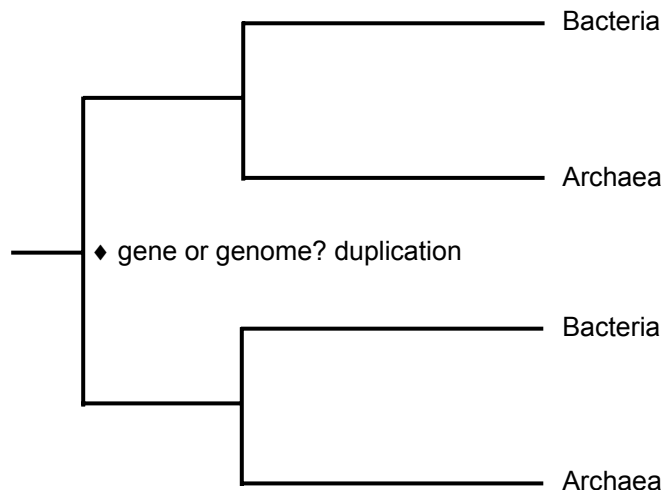 Bacteria
Archaea
♦ gene or genome? duplication
Bacteria
Archaea